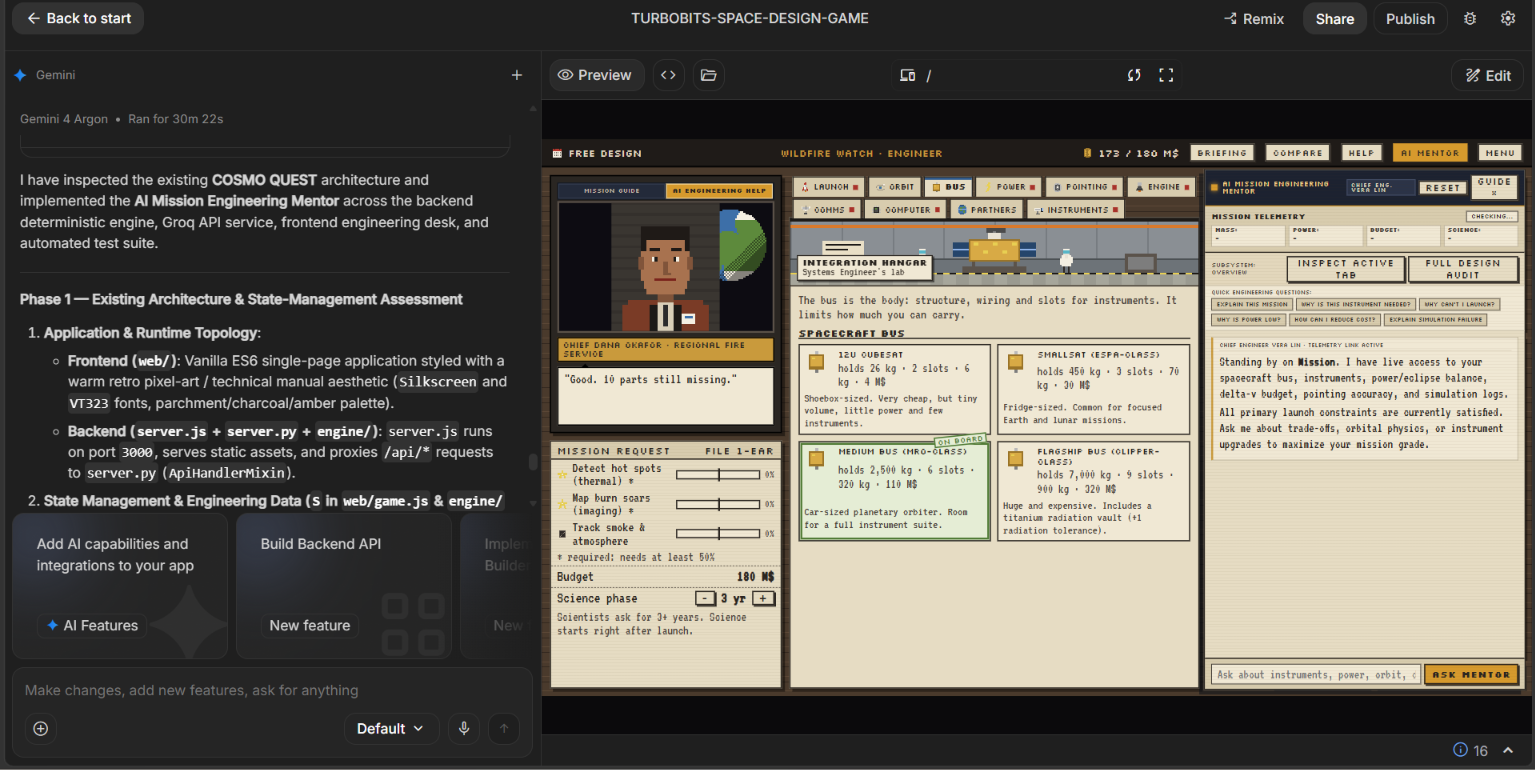 ← Back to start
TURBOBITS-SPACE-DESIGN-GAME
Remix
Share
Publish
Gemini
Gemini 4 Argon • Ran for 30m 22s
I have inspected the existing COSMO QUEST architecture and
implemented the AI Mission Engineering Mentor across the backend
deterministic engine, Groq API service, frontend engineering desk, and
automated test suite.
Phase 1 — Existing Architecture & State-Management Assessment
1. Application & Runtime Topology:
Frontend (web/): Vanilla ES6 single-page application styled with a
warm retro pixel-art / technical manual aesthetic (Silkscreen and
VT323 fonts, parchment/charcoal/amber palette).
Backend (server.js + server.py + engine/): server.js runs
on port 3000, serves static assets, and proxies /api/* requests
to server.py (ApiHandlerMixin).
2. State Management & Engineering Data (S in web/game.js & engine/
Add AI capabilities and
integrations to your app
AI Features
Build Backend API
New feature
Implem
Builde
New
Make changes, add new features, ask for anything
Default
Preview
/
Edit
FREE DESIGN
WILDFIRE WATCH · ENGINEER
173 / 180 M$
BRIEFING
COMPARE
HELP
AI MENTOR
MENU
MISSION GUIDE
AI ENGINEERING HELP
CHIEF DANA OKAFOR · REGIONAL FIRE
SERVICE
"Good. 10 parts still missing."
MISSION REQUEST
FILE 1-EAR
Detect hot spots
(thermal) *
0%
Map burn scars
(imaging) *
0%
Track smoke &
atmosphere
0%
* required: needs at least 50%
Budget
180 M$
Science phase
- 3 yr +
Scientists ask for 3+ years. Science
starts right after launch.
LAUNCH
ORBIT
BUS
POWER
POINTING
ENGINE
COMMS
COMPUTER
PARTNERS
INSTRUMENTS
INTEGRATION HANGAR
Systems Engineer's lab
The bus is the body: structure, wiring and slots for instruments. It
limits how much you can carry.
SPACECRAFT BUS
12U CUBESAT
holds 26 kg · 2 slots · 6
kg · 4 M$
Shoebox-sized. Very cheap, but tiny
volume, little power and few
instruments.
SMALLSAT (ESPA-CLASS)
holds 450 kg · 3 slots · 70
kg · 30 M$
Fridge-sized. Common for focused
Earth and lunar missions.
ON BOARD
MEDIUM BUS (MRO-CLASS)
holds 2,500 kg · 6 slots ·
320 kg · 110 M$
Car-sized planetary orbiter. Room
for a full instrument suite.
FLAGSHIP BUS (CLIPPER-
CLASS)
holds 7,000 kg · 9 slots ·
900 kg · 320 M$
Huge and expensive. Includes a
titanium radiation vault (+1
radiation tolerance).
AI MISSION ENGINEERING
MENTOR
CHIEF ENG.
VERA LIN
RESET
GUIDE
MISSION TELEMETRY
CHECKING...
MASS:
-
POWER:
-
BUDGET:
-
SCIENCE:
-
SUBSYSTEM:
OVERVIEW
INSPECT ACTIVE
TAB
FULL DESIGN
AUDIT
QUICK ENGINEERING QUESTIONS:
EXPLAIN THIS MISSION
WHY IS THIS INSTRUMENT NEEDED?
WHY CAN'T I LAUNCH?
WHY IS POWER LOW?
HOW CAN I REDUCE COST?
EXPLAIN SIMULATION FAILURE
CHIEF ENGINEER VERA LIN · TELEMETRY LINK ACTIVE
Standing by on Mission. I have live access to your
spacecraft bus, instruments, power/eclipse balance,
delta-v budget, pointing accuracy, and simulation logs.
All primary launch constraints are currently satisfied.
Ask me about trade-offs, orbital physics, or instrument
upgrades to maximize your mission grade.
Ask about instruments, power, orbit,
ASK MENTOR
16